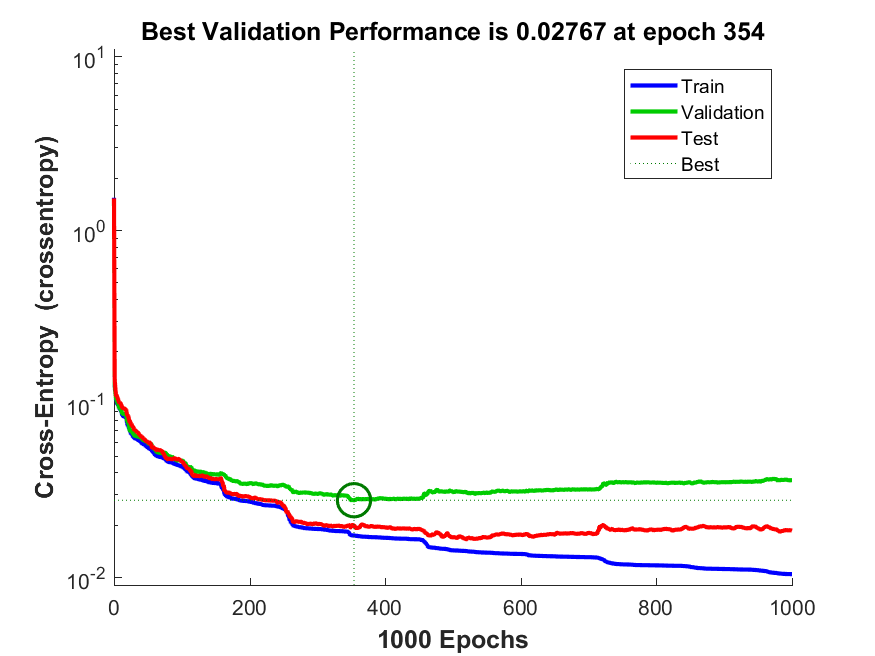 Best Validation Performance is 0.02767 at epoch 354
Cross-Entropy (crossentropy)
10^1
10^0
10^-1
10^-2
Train
Validation
Test
Best
0 200 400 600 800 1000
1000 Epochs